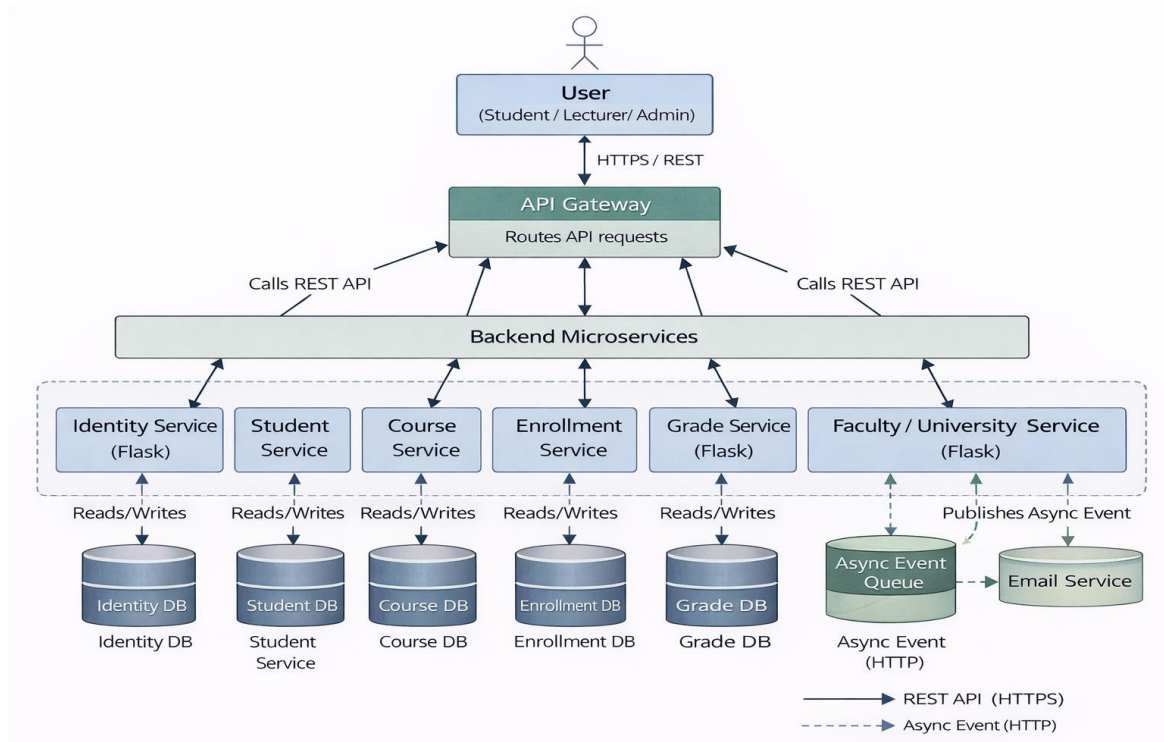 User
(Student / Lecturer/ Admin)
HTTPS / REST
API Gateway
Routes API requests
Calls REST API
Calls REST API
Backend Microservices
Identity Service
(Flask)
Student
Service
Course
Service
Enrollment
Service
Grade Service
(Flask)
Faculty / University Service
(Flask)
Reads/Writes
Reads/Writes
Reads/Writes
Reads/Writes
Reads/Writes
Publishes Async Event
Identity DB
Student DB
Course DB
Enrollment DB
Grade DB
Async Event
Queue
Email Service
Identity DB
Student
Service
Course DB
Enrollment DB
Grade DB
Async Event
(HTTP)
REST API (HTTPS)
Async Event (HTTP)